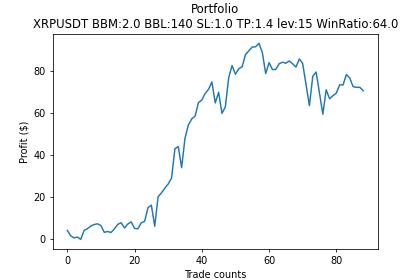 Portfolio
XRPUSDT BBM:2.0 BBL:140 SL:1.0 TP:1.4 lev:15 WinRatio:64.0
80
60
40
20
0
Profit ($)
0 20 40 60 80
Trade counts